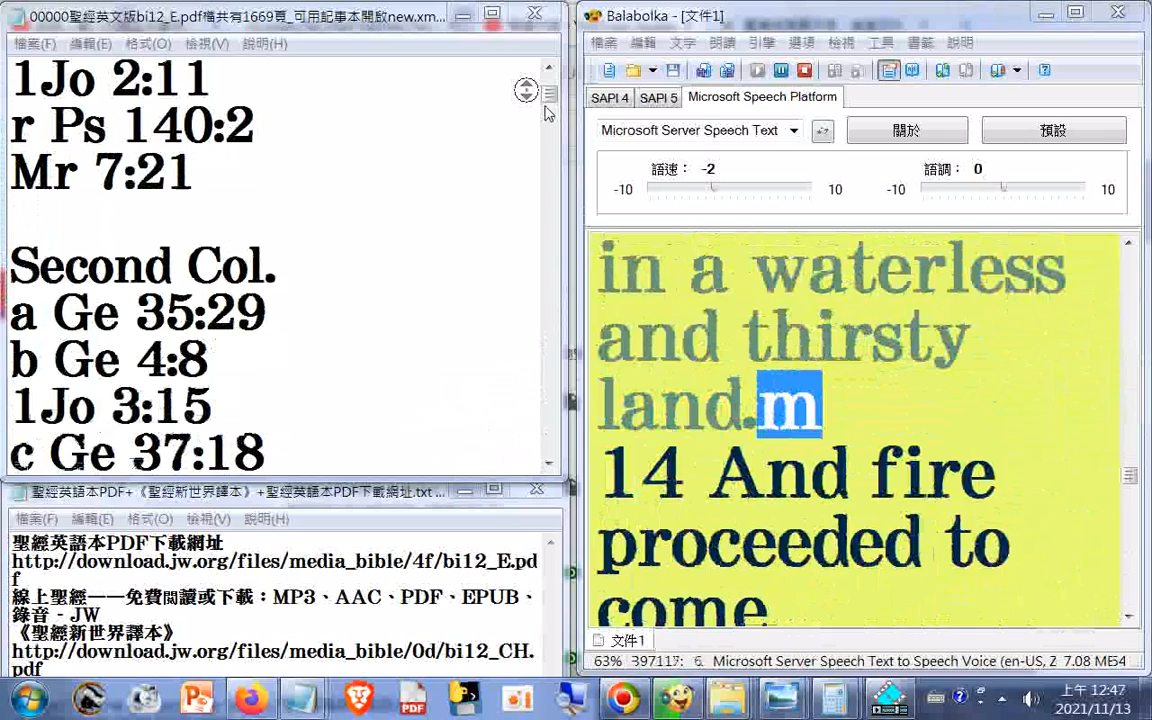 00000聖經英文版bi12_E.pdf檔共有1669頁_可用記事本開啟new.xm...
檔案(F) 編輯(E) 格式(O) 檢視(V) 說明(H)
1Jo 2:11
r Ps 140:2
Mr 7:21
Second Col.
a Ge 35:29
b Ge 4:8
1Jo 3:15
c Ge 37:18
聖經英語本PDF+《聖經新世界譯本》+聖經英語本PDF下載網址.txt ...
檔案(F) 編輯(E) 格式(O) 檢視(V) 說明(H)
聖經英語本PDF下載網址
http://download.jw.org/files/media_bible/4f/bi12_E.pd
f
線上聖經——免費閱讀或下載：MP3、AAC、PDF、EPUB、
錄音 - JW
《聖經新世界譯本》
http://download.jw.org/files/media_bible/0d/bi12_CH.
pdf
Balabolka - [文件1]
檔案 編輯 文字 朗讀 引擎 選項 檢視 工具 書籤 說明
SAPI 4 SAPI 5 Microsoft Speech Platform
Microsoft Server Speech Text 關於 預設
語速： -2 語調： 0
-10 10 -10 10
in a waterless
and thirsty
land.m
14 And fire
proceeded to
come
文件1
63% 397117: 6. Microsoft Server Speech Text to Speech Voice (en-US, Z 7.08 ME54
上午 12:47
2021/11/13